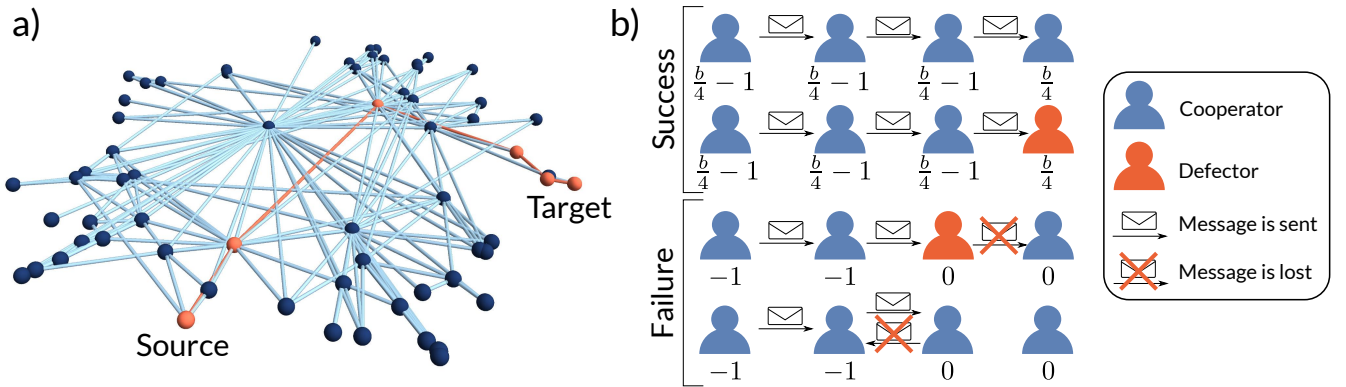 a)
Target
Source
b)
Success
b/4 − 1 b/4 − 1 b/4 − 1 b/4
b/4 − 1 b/4 − 1 b/4 − 1 b/4
Failure
−1 −1 0 0
−1 −1 0 0
Cooperator
Defector
Message is sent
Message is lost